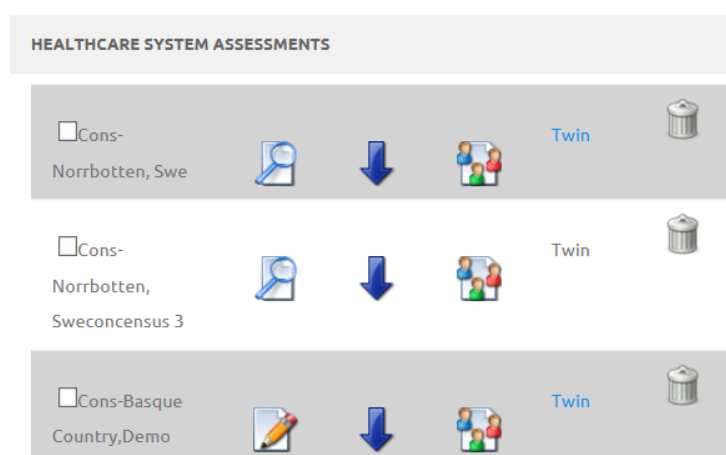 HEALTHCARE SYSTEM ASSESSMENTS
Cons-
Norrbotten, Swe
Twin
Cons-
Norrbotten,
Sweconcensus 3
Twin
Cons-Basque
Country,Demo
Twin